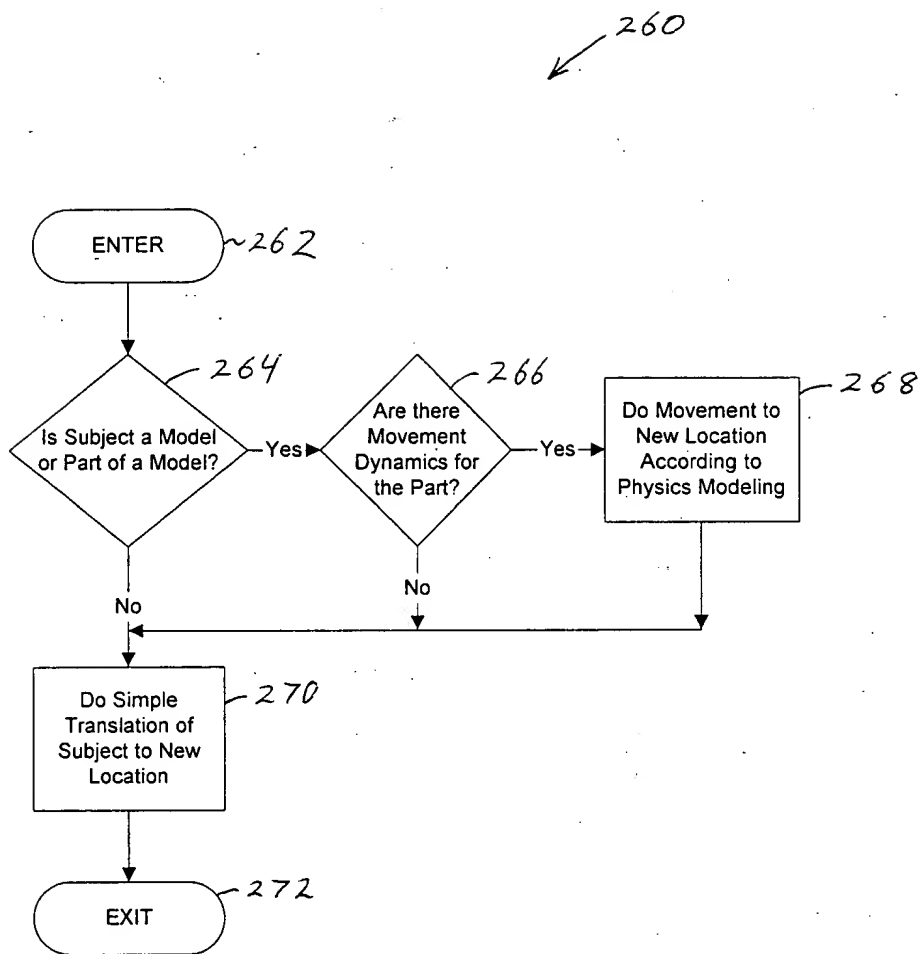 260
ENTER
262
264
Is Subject a Model
or Part of a Model?
Yes
266
Are there
Movement
Dynamics for
the Part?
Yes
268
Do Movement to
New Location
According to
Physics Modeling
No
No
270
Do Simple
Translation of
Subject to New
Location
272
EXIT